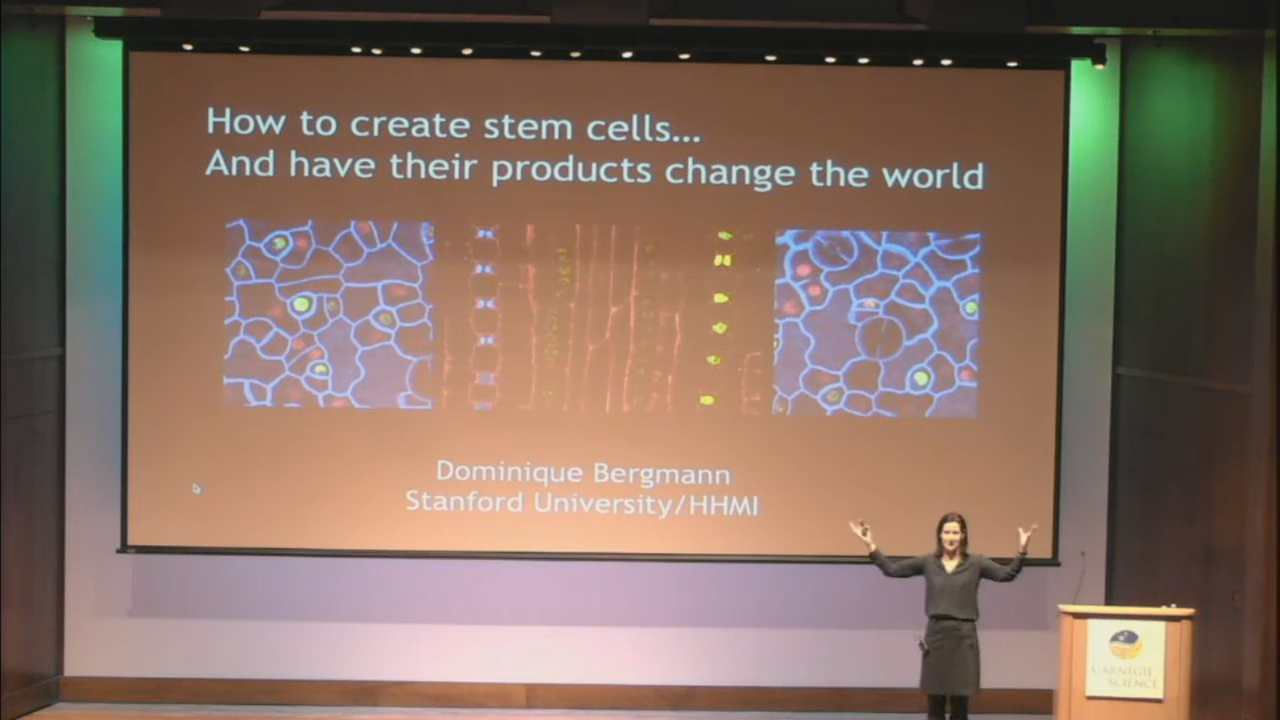 How to create stem cells...
And have their products change the world
Dominique Bergmann
Stanford University/HHMI
CARNEGIE
SCIENCE